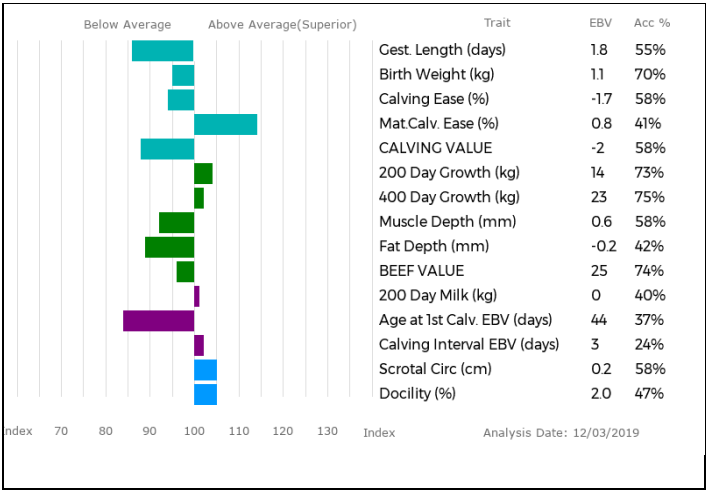 Below Average Above Average(Superior) Trait EBV Acc %
Gest. Length (days) 1.8 55%
Birth Weight (kg) 1.1 70%
Calving Ease (%) -1.7 58%
Mat.Calv. Ease (%) 0.8 41%
CALVING VALUE -2 58%
200 Day Growth (kg) 14 73%
400 Day Growth (kg) 23 75%
Muscle Depth (mm) 0.6 58%
Fat Depth (mm) -0.2 42%
BEEF VALUE 25 74%
200 Day Milk (kg) 0 40%
Age at 1st Calv. EBV (days) 44 37%
Calving Interval EBV (days) 3 24%
Scrotal Circ (cm) 0.2 58%
Docility (%) 2.0 47%
ndex 70 80 90 100 110 120 130 Index Analysis Date: 12/03/2019